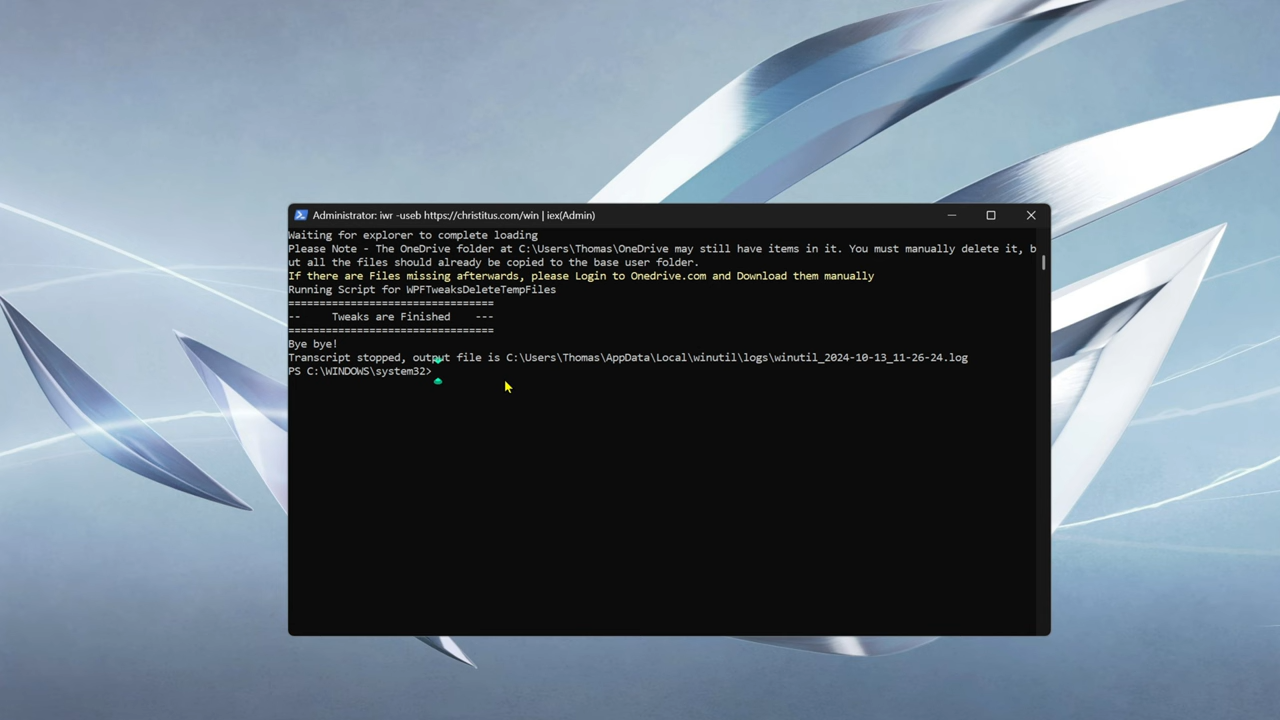 Administrator: iwr -useb https://christitus.com/win | iex(Admin)
Waiting for explorer to complete loading
Please Note - The OneDrive folder at C:\Users\Thomas\OneDrive may still have items in it. You must manually delete it, b
ut all the files should already be copied to the base user folder.
If there are Files missing afterwards, please Login to Onedrive.com and Download them manually
Running Script for WPFTweaksDeleteTempFiles
=================================
--     Tweaks are Finished    ---
=================================
Bye bye!
Transcript stopped, output file is C:\Users\Thomas\AppData\Local\winutil\logs\winutil_2024-10-13_11-26-24.log
PS C:\WINDOWS\system32>